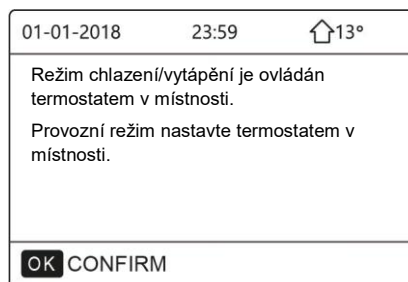 01-01-2018 23:59 13°
Režim chlazení/vytápění je ovládán
termostatem v místnosti.
Provozní režim nastavte termostatem v
místnosti.
OK CONFIRM